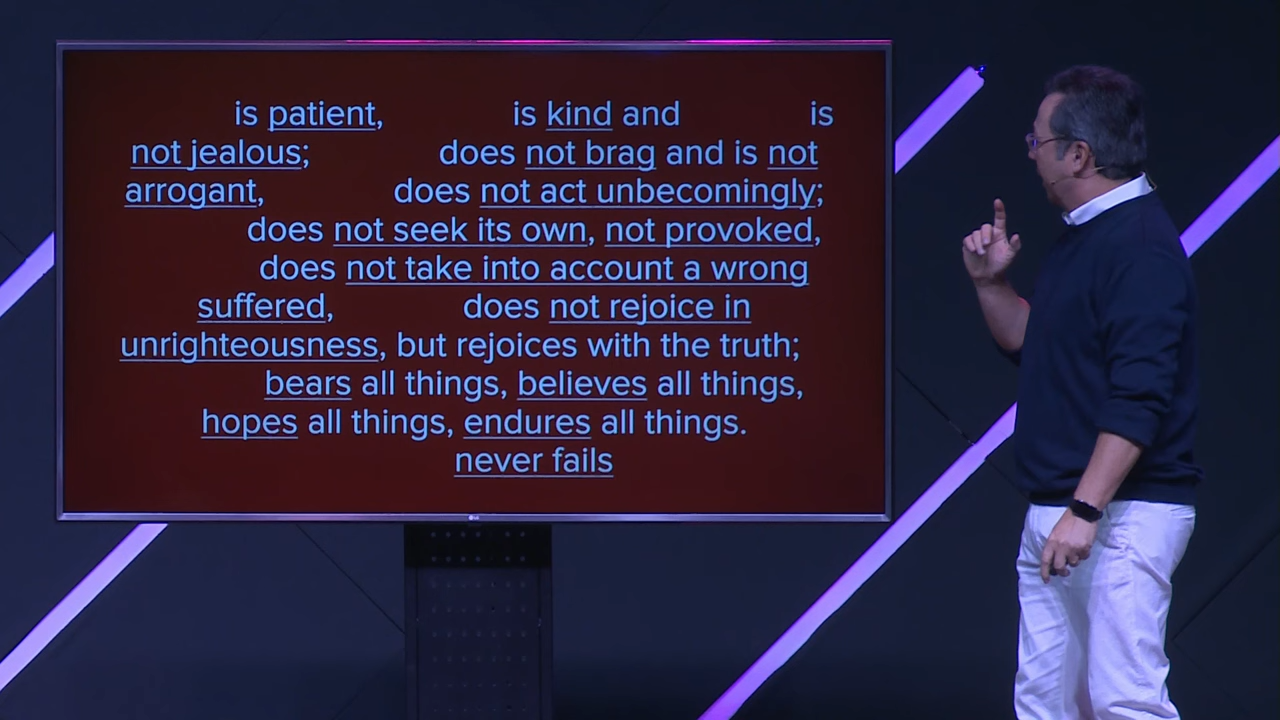 is patient, is kind and is
not jealous; does not brag and is not
arrogant, does not act unbecomingly;
does not seek its own, not provoked,
does not take into account a wrong
suffered, does not rejoice in
unrighteousness, but rejoices with the truth;
bears all things, believes all things,
hopes all things, endures all things.
never fails
LG